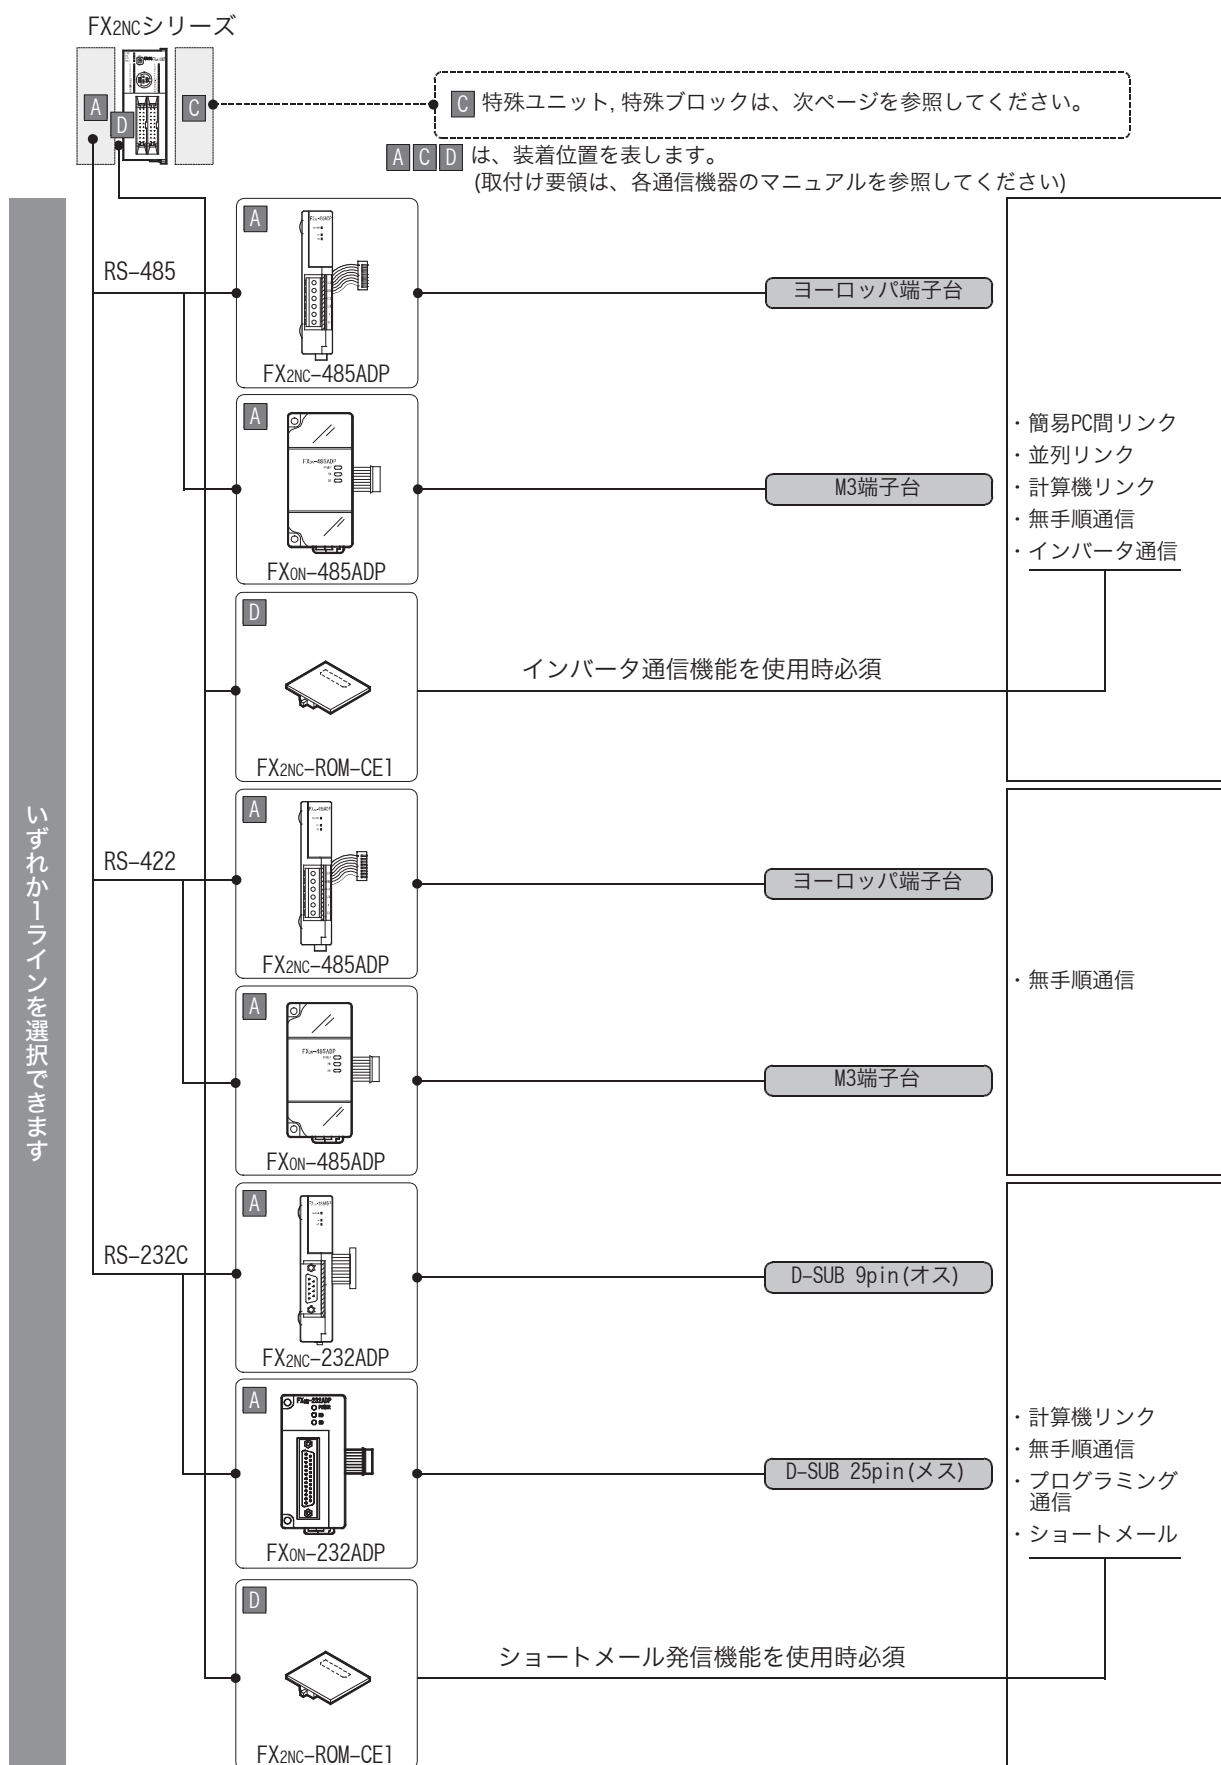 FX2NCシリーズ
A
D
C
C 特殊ユニット, 特殊ブロックは、次ページを参照してください。
A C D は、装着位置を表します。
(取付け要領は、各通信機器のマニュアルを参照してください)
いずれか1ラインを選択できます
RS-485
A
FX2NC-485ADP
ヨーロッパ端子台
A
FX0N-485ADP
FX0N-485ADP
M3端子台
・簡易PC間リンク
・並列リンク
・計算機リンク
・無手順通信
・インバータ通信
D
インバータ通信機能を使用時必須
FX2NC-ROM-CE1
RS-422
A
FX2NC-485ADP
ヨーロッパ端子台
・無手順通信
A
FX0N-485ADP
FX0N-485ADP
M3端子台
RS-232C
A
FX2NC-232ADP
D-SUB 9pin(オス)
A
FX0N-232ADP
POWER
RD
SD
FX0N-232ADP
D-SUB 25pin(メス)
・計算機リンク
・無手順通信
・プログラミング
通信
・ショートメール
D
ショートメール発信機能を使用時必須
FX2NC-ROM-CE1